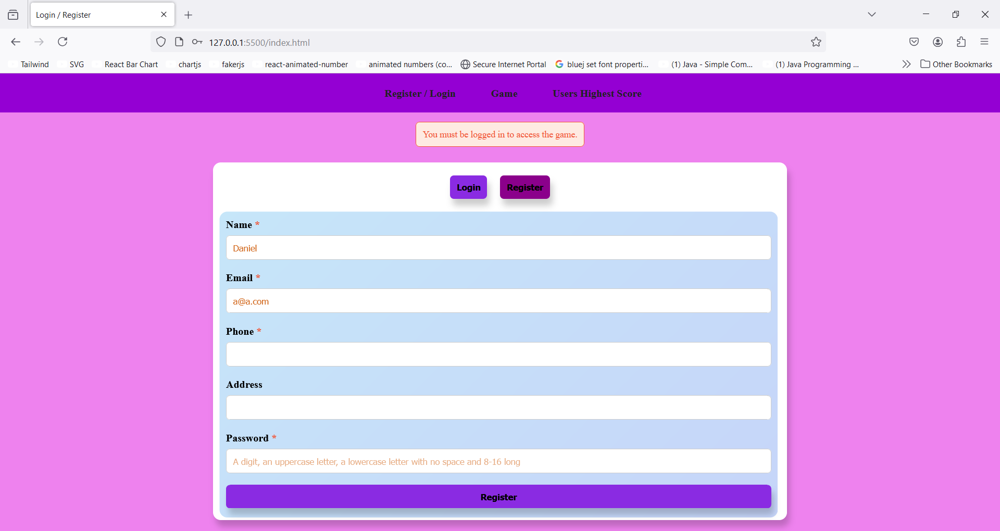 Login / Register
127.0.0.1:5500/index.html
Tailwind SVG React Bar Chart chartjs fakerjs react-animated-number animated numbers (co... Secure Internet Portal bluej set font properti... (1) Java - Simple Com... (1) Java Programming ... Other Bookmarks
Register / Login Game Users Highest Score
You must be logged in to access the game.
Login Register
Name *
Daniel
Email *
a@a.com
Phone *
Address
Password *
A digit, an uppercase letter, a lowercase letter with no space and 8-16 long
Register